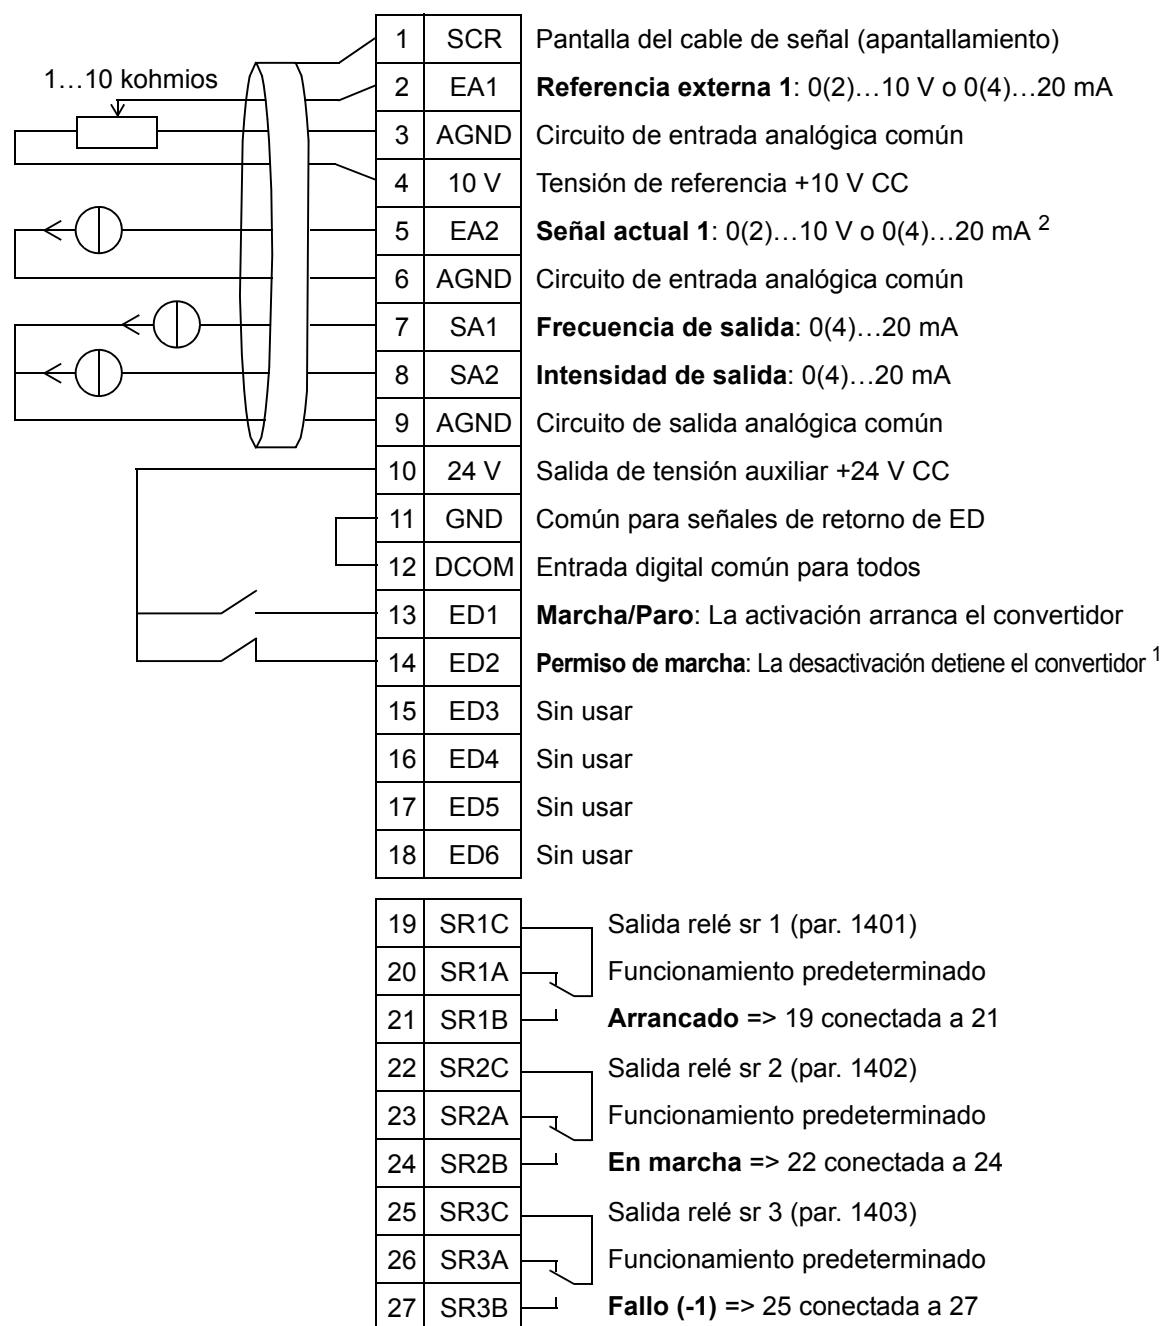 1 SCR Pantalla del cable de señal (apantallamiento)
1…10 kohmios
2 EA1 Referencia externa 1: 0(2)…10 V o 0(4)…20 mA
3 AGND Circuito de entrada analógica común
4 10 V Tensión de referencia +10 V CC
5 EA2 Señal actual 1: 0(2)…10 V o 0(4)…20 mA 2
6 AGND Circuito de entrada analógica común
7 SA1 Frecuencia de salida: 0(4)…20 mA
8 SA2 Intensidad de salida: 0(4)…20 mA
9 AGND Circuito de salida analógica común
10 24 V Salida de tensión auxiliar +24 V CC
11 GND Común para señales de retorno de ED
12 DCOM Entrada digital común para todos
13 ED1 Marcha/Paro: La activación arranca el convertidor
14 ED2 Permiso de marcha: La desactivación detiene el convertidor 1
15 ED3 Sin usar
16 ED4 Sin usar
17 ED5 Sin usar
18 ED6 Sin usar
19 SR1C Salida relé sr 1 (par. 1401)
20 SR1A Funcionamiento predeterminado
21 SR1B Arrancado => 19 conectada a 21
22 SR2C Salida relé sr 2 (par. 1402)
23 SR2A Funcionamiento predeterminado
24 SR2B En marcha => 22 conectada a 24
25 SR3C Salida relé sr 3 (par. 1403)
26 SR3A Funcionamiento predeterminado
27 SR3B Fallo (-1) => 25 conectada a 27